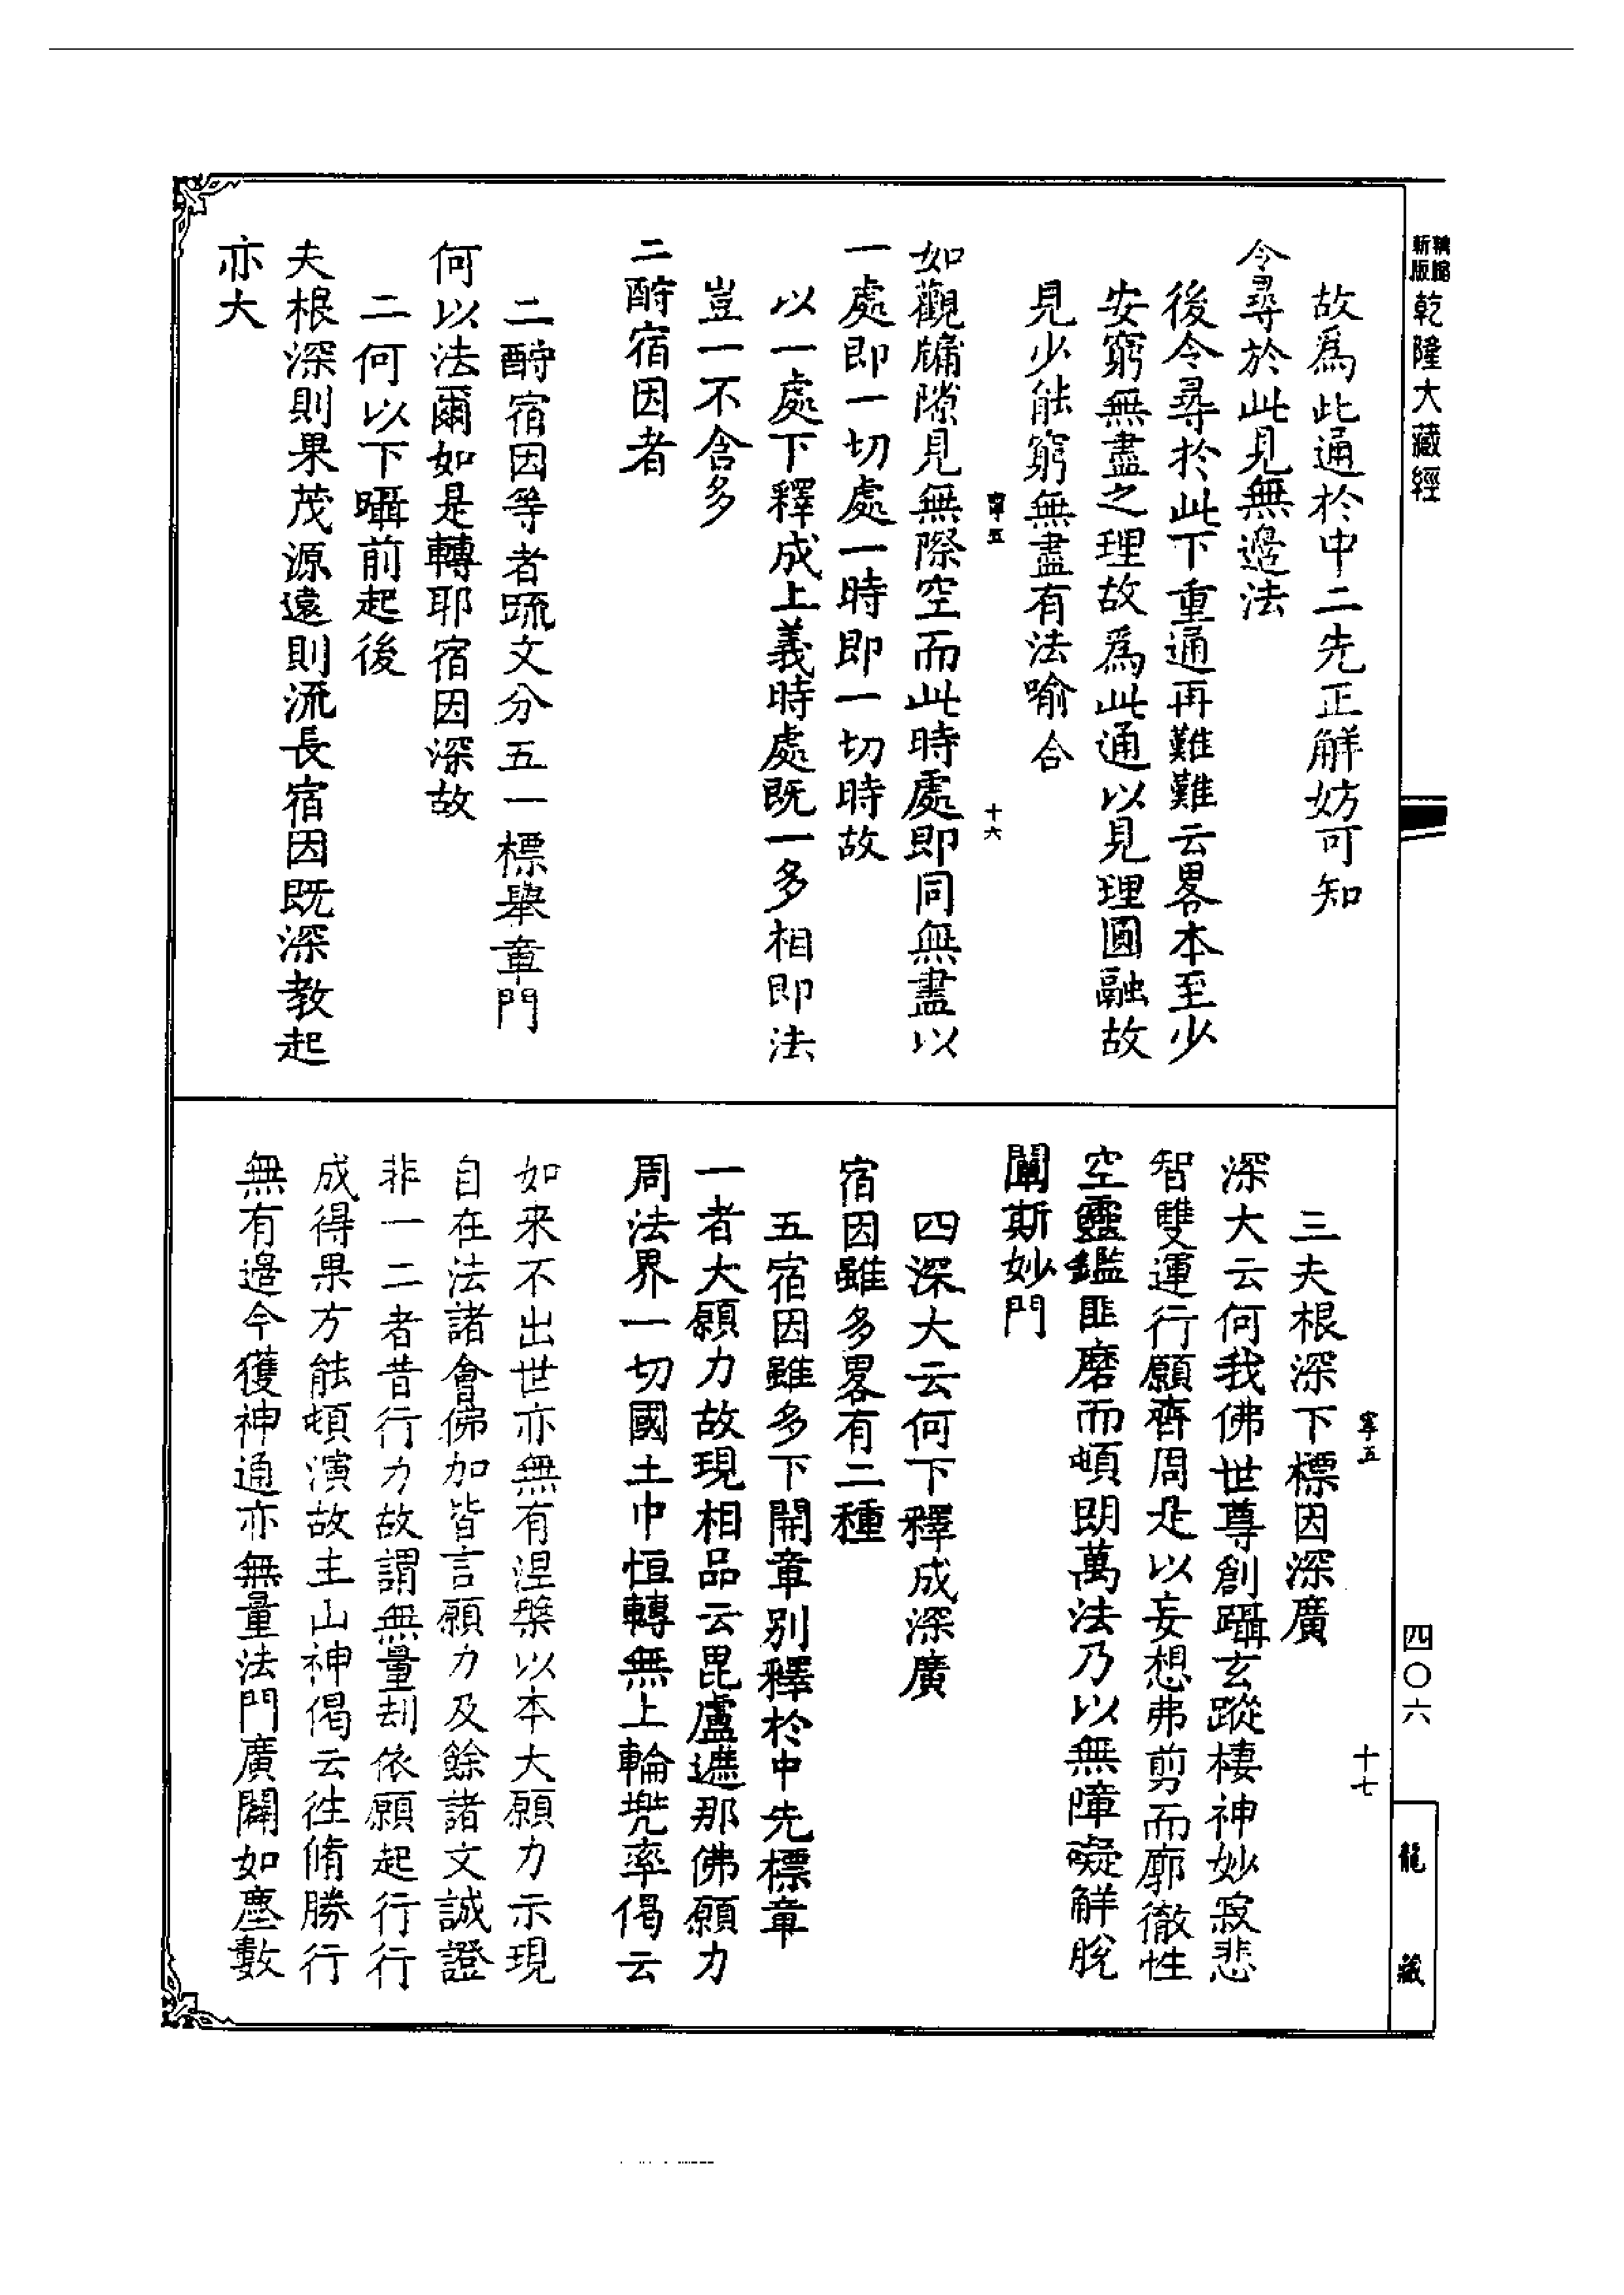 新版
精縮
乾隆大藏經
故爲此通於中二先正解妨可知
令尋於此見無邊法
後令尋於此下重通再難難云畧本至少
安窮無盡之理故爲此通以見理圓融故
見少能窮無盡有法喻合
寧五
十六
如觀牖隙見無際空而此時處即同無盡以
一處即一切處一時即一切時故
以一處下釋成上義時處既一多相即法
豈一不含多
二酧宿因者
二酧宿因等者䟽文分五一標舉章門
何以法爾如是轉耶宿因深故
二何以下躡前起後
夫根深則果茂源遠則流長宿因既深教起
亦大
四〇六
龍藏
寧五
十七
三夫根深下標因深廣
深大云何我佛世尊創躡玄蹤棲神妙寂悲
智雙運行願齊周是以妄想弗剪而廓徹性
空靈鑑匪磨而頓朗萬法乃以無障礙解脫
闡斯妙門
四深大云何下釋成深廣
宿因雖多畧有二種
五宿因雖多下開章別釋於中先標章
一者大願力故現相品云毘盧遮那佛願力
周法界一切國土中恒轉無上輪兜率偈云
如来不出世亦無有涅槃以本大願力示現
自在法諸會佛加皆言願力及餘諸文誠證
非一二者昔行力故謂無量刼依願起行行
成得果方能頓演故主山神偈云徃脩勝行
無有邊今獲神通亦無量法門廣闢如塵數